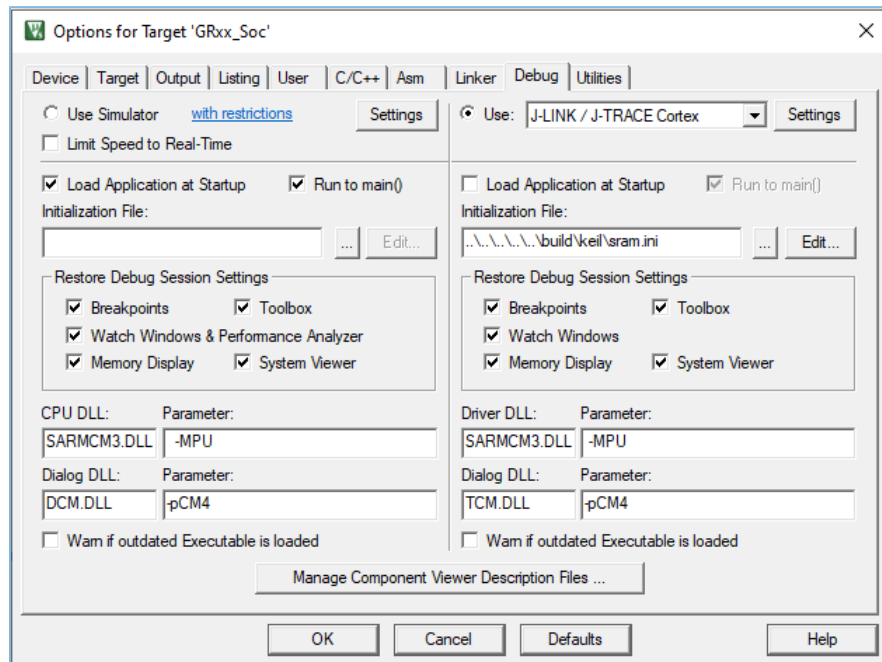 Options for Target 'GRxx_Soc'
Device Target Output Listing User C/C++ Asm Linker Debug Utilities
Use Simulator with restrictions Settings
Limit Speed to Real-Time
Use: J-LINK / J-TRACE Cortex Settings
Load Application at Startup Run to main()
Initialization File:
... Edit...
Restore Debug Session Settings
Breakpoints Toolbox
Watch Windows & Performance Analyzer
Memory Display System Viewer
CPU DLL: Parameter:
SARMCM3.DLL -MPU
Dialog DLL: Parameter:
DCM.DLL -pCM4
Warn if outdated Executable is loaded
Load Application at Startup Run to main()
Initialization File:
..\..\..\..\..\build\keil\sram.ini ... Edit...
Restore Debug Session Settings
Breakpoints Toolbox
Watch Windows
Memory Display System Viewer
Driver DLL: Parameter:
SARMCM3.DLL -MPU
Dialog DLL: Parameter:
TCM.DLL -pCM4
Warn if outdated Executable is loaded
Manage Component Viewer Description Files ...
OK Cancel Defaults Help